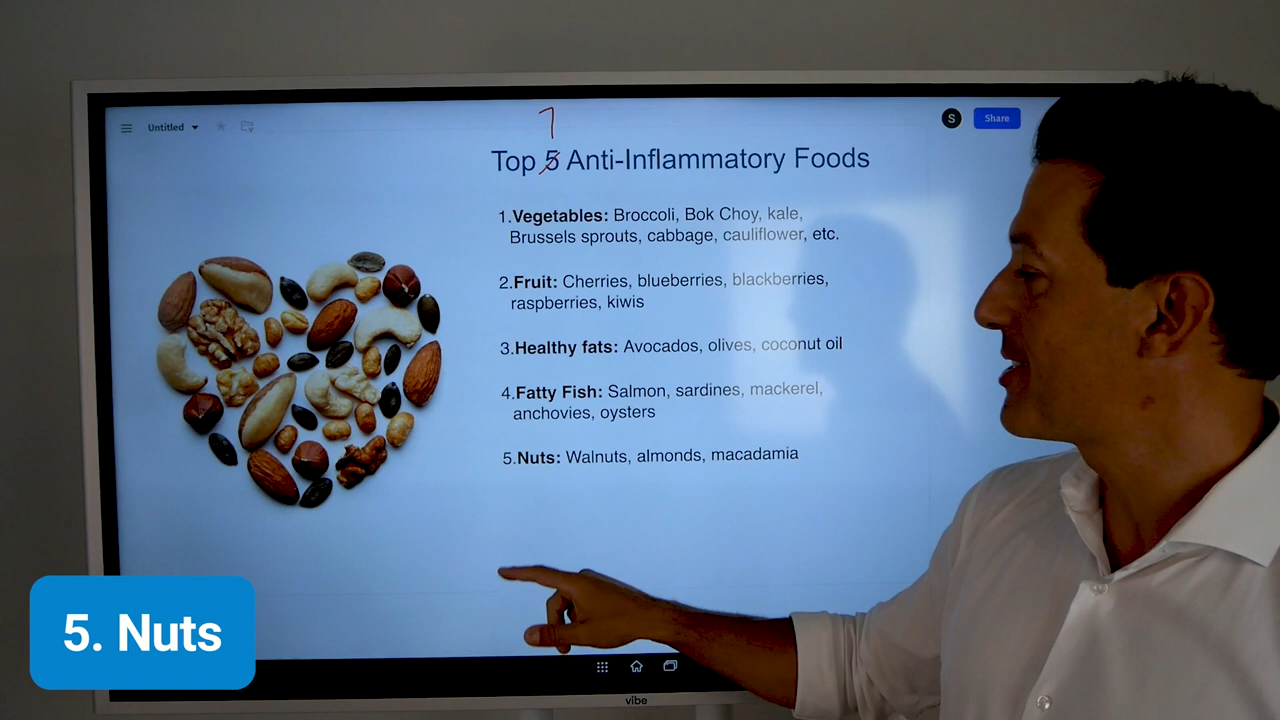 Untitled
S
Share
7
Top 5 Anti-Inflammatory Foods
1.Vegetables: Broccoli, Bok Choy, kale,
Brussels sprouts, cabbage, cauliflower, etc.
2.Fruit: Cherries, blueberries, blackberries,
raspberries, kiwis
3.Healthy fats: Avocados, olives, coconut oil
4.Fatty Fish: Salmon, sardines, mackerel,
anchovies, oysters
5.Nuts: Walnuts, almonds, macadamia
5. Nuts
vibe